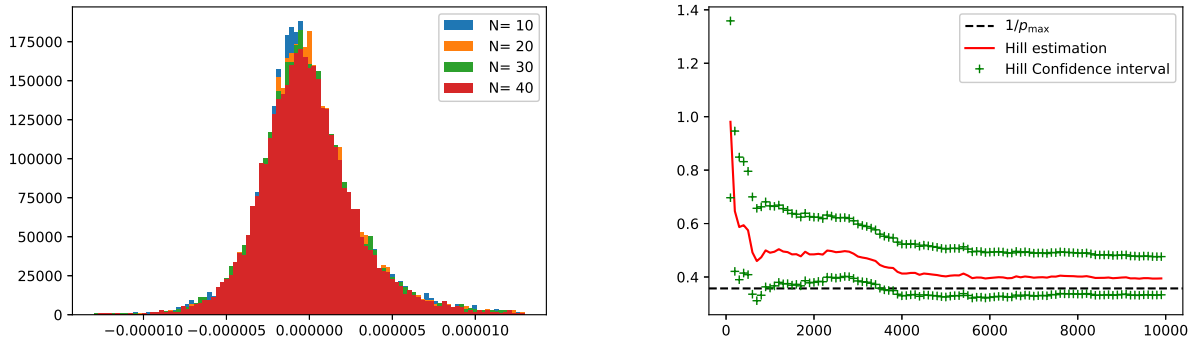 175000
150000
125000
100000
75000
50000
25000
0
−0.000010 −0.000005 0.000000 0.000005 0.000010
N= 10
N= 20
N= 30
N= 40
1.4
1.2
1.0
0.8
0.6
0.4
0 2000 4000 6000 8000 10000
1/p_max
Hill estimation
Hill Confidence interval